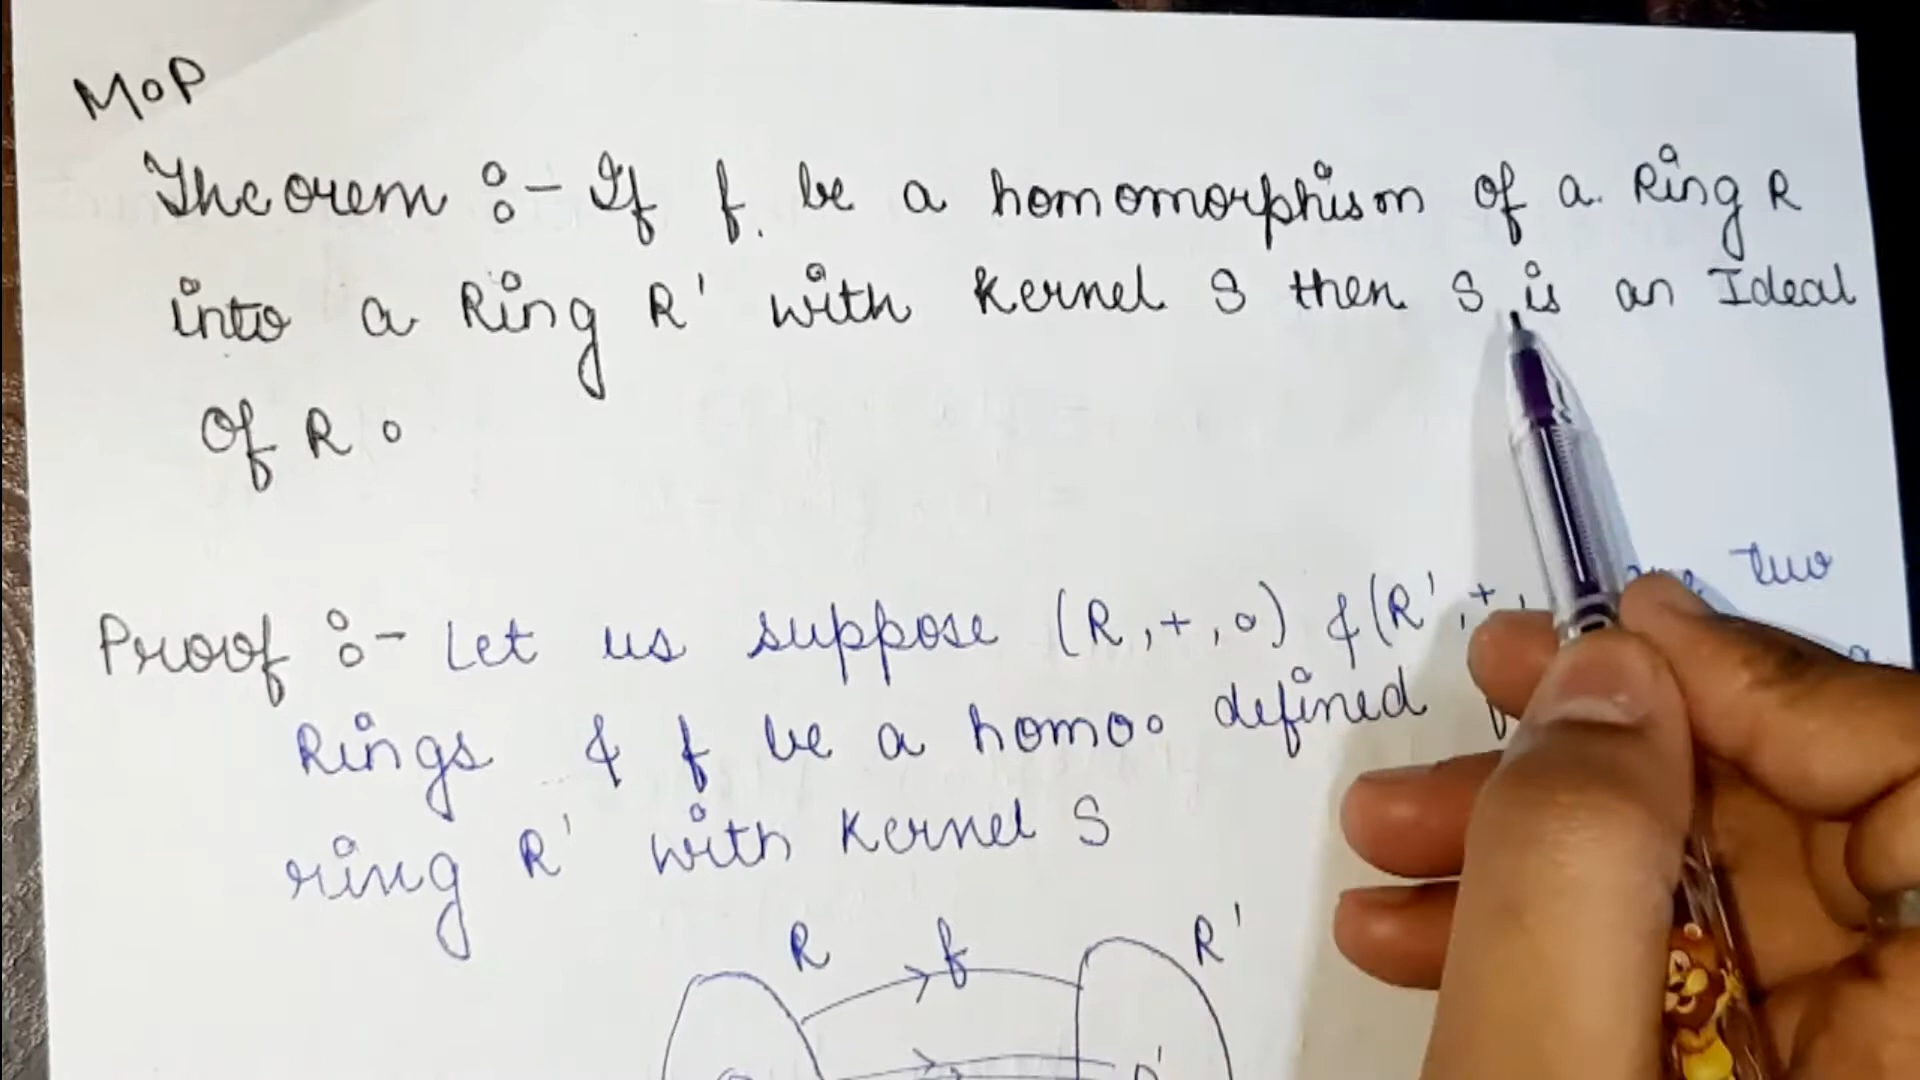 MOP
Theorem :- If f be a homomorphism of a Ring R
into a Ring R' with Kernel S then S is an Ideal
of R.
Proof :- Let us suppose (R,+,o) & (R',+, two
Rings & f be a homo. defined
ring R' with Kernel S
R f R'